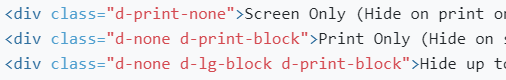 <div class="d-print-none">Screen Only (Hide on print
<div class="d-none d-print-block">Print Only (Hide on
<div class="d-none d-lg-block d-print-block">Hide up to